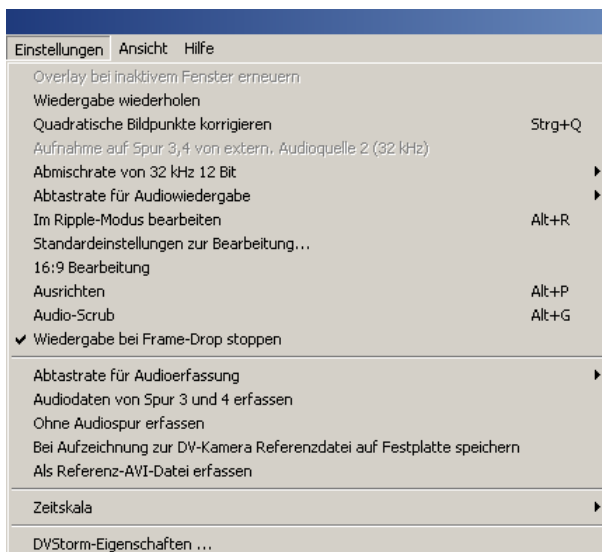 Einstellungen Ansicht Hilfe
Overlay bei inaktivem Fenster erneuern
Wiedergabe wiederholen
Quadratische Bildpunkte korrigieren Strg+Q
Aufnahme auf Spur 3,4 von extern. Audioquelle 2 (32 kHz)
Abmischrate von 32 kHz 12 Bit
Abtastrate für Audiowiedergabe
Im Ripple-Modus bearbeiten Alt+R
Standardeinstellungen zur Bearbeitung...
16:9 Bearbeitung
Ausrichten Alt+P
Audio-Scrub Alt+G
Wiedergabe bei Frame-Drop stoppen
Abtastrate für Audioerfassung
Audiodaten von Spur 3 und 4 erfassen
Ohne Audiospur erfassen
Bei Aufzeichnung zur DV-Kamera Referenzdatei auf Festplatte speichern
Als Referenz-AVI-Datei erfassen
Zeitskala
DVStorm-Eigenschaften ...